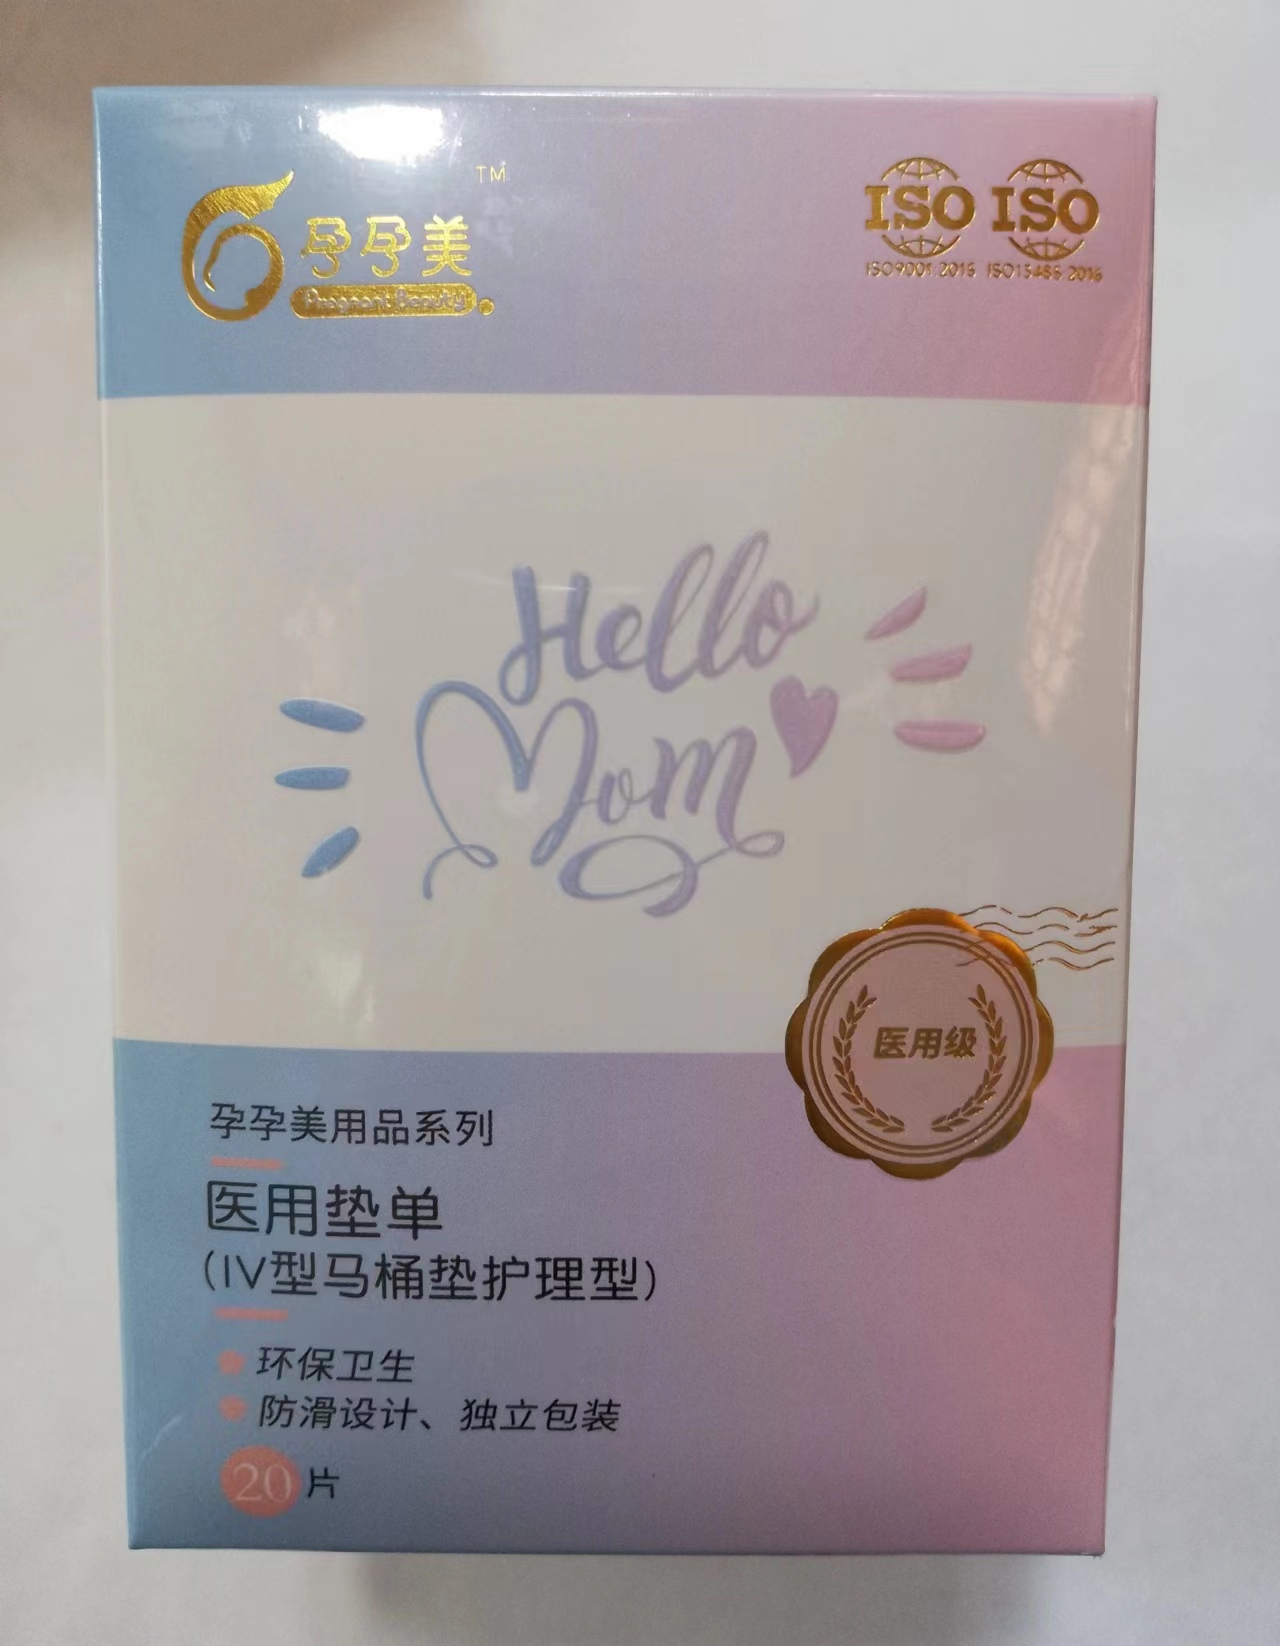 孕孕美
TM
Pregnant Beauty
ISO ISO
ISO9001:2015 ISO13485:2016
Hello
Mom
医用级
孕孕美用品系列
医用垫单
(IV型马桶垫护理型)
环保卫生
防滑设计、独立包装
20片